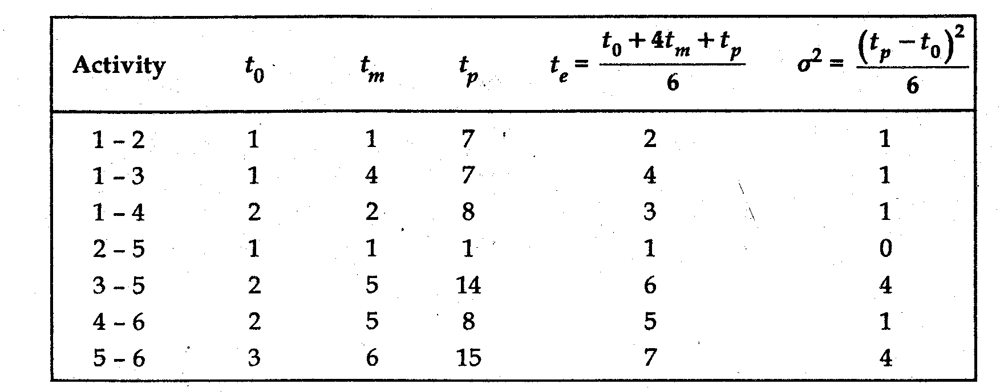 Activity t₀ tₘ tₚ tₑ = (t₀ + 4tₘ + tₚ)/6 σ² = (tₚ – t₀)²/6
1 – 2 1 1 7 2 1
1 – 3 1 4 7 4 1
1 – 4 2 2 8 3 1
2 – 5 1 1 1 1 0
3 – 5 2 5 14 6 4
4 – 6 2 5 8 5 1
5 – 6 3 6 15 7 4